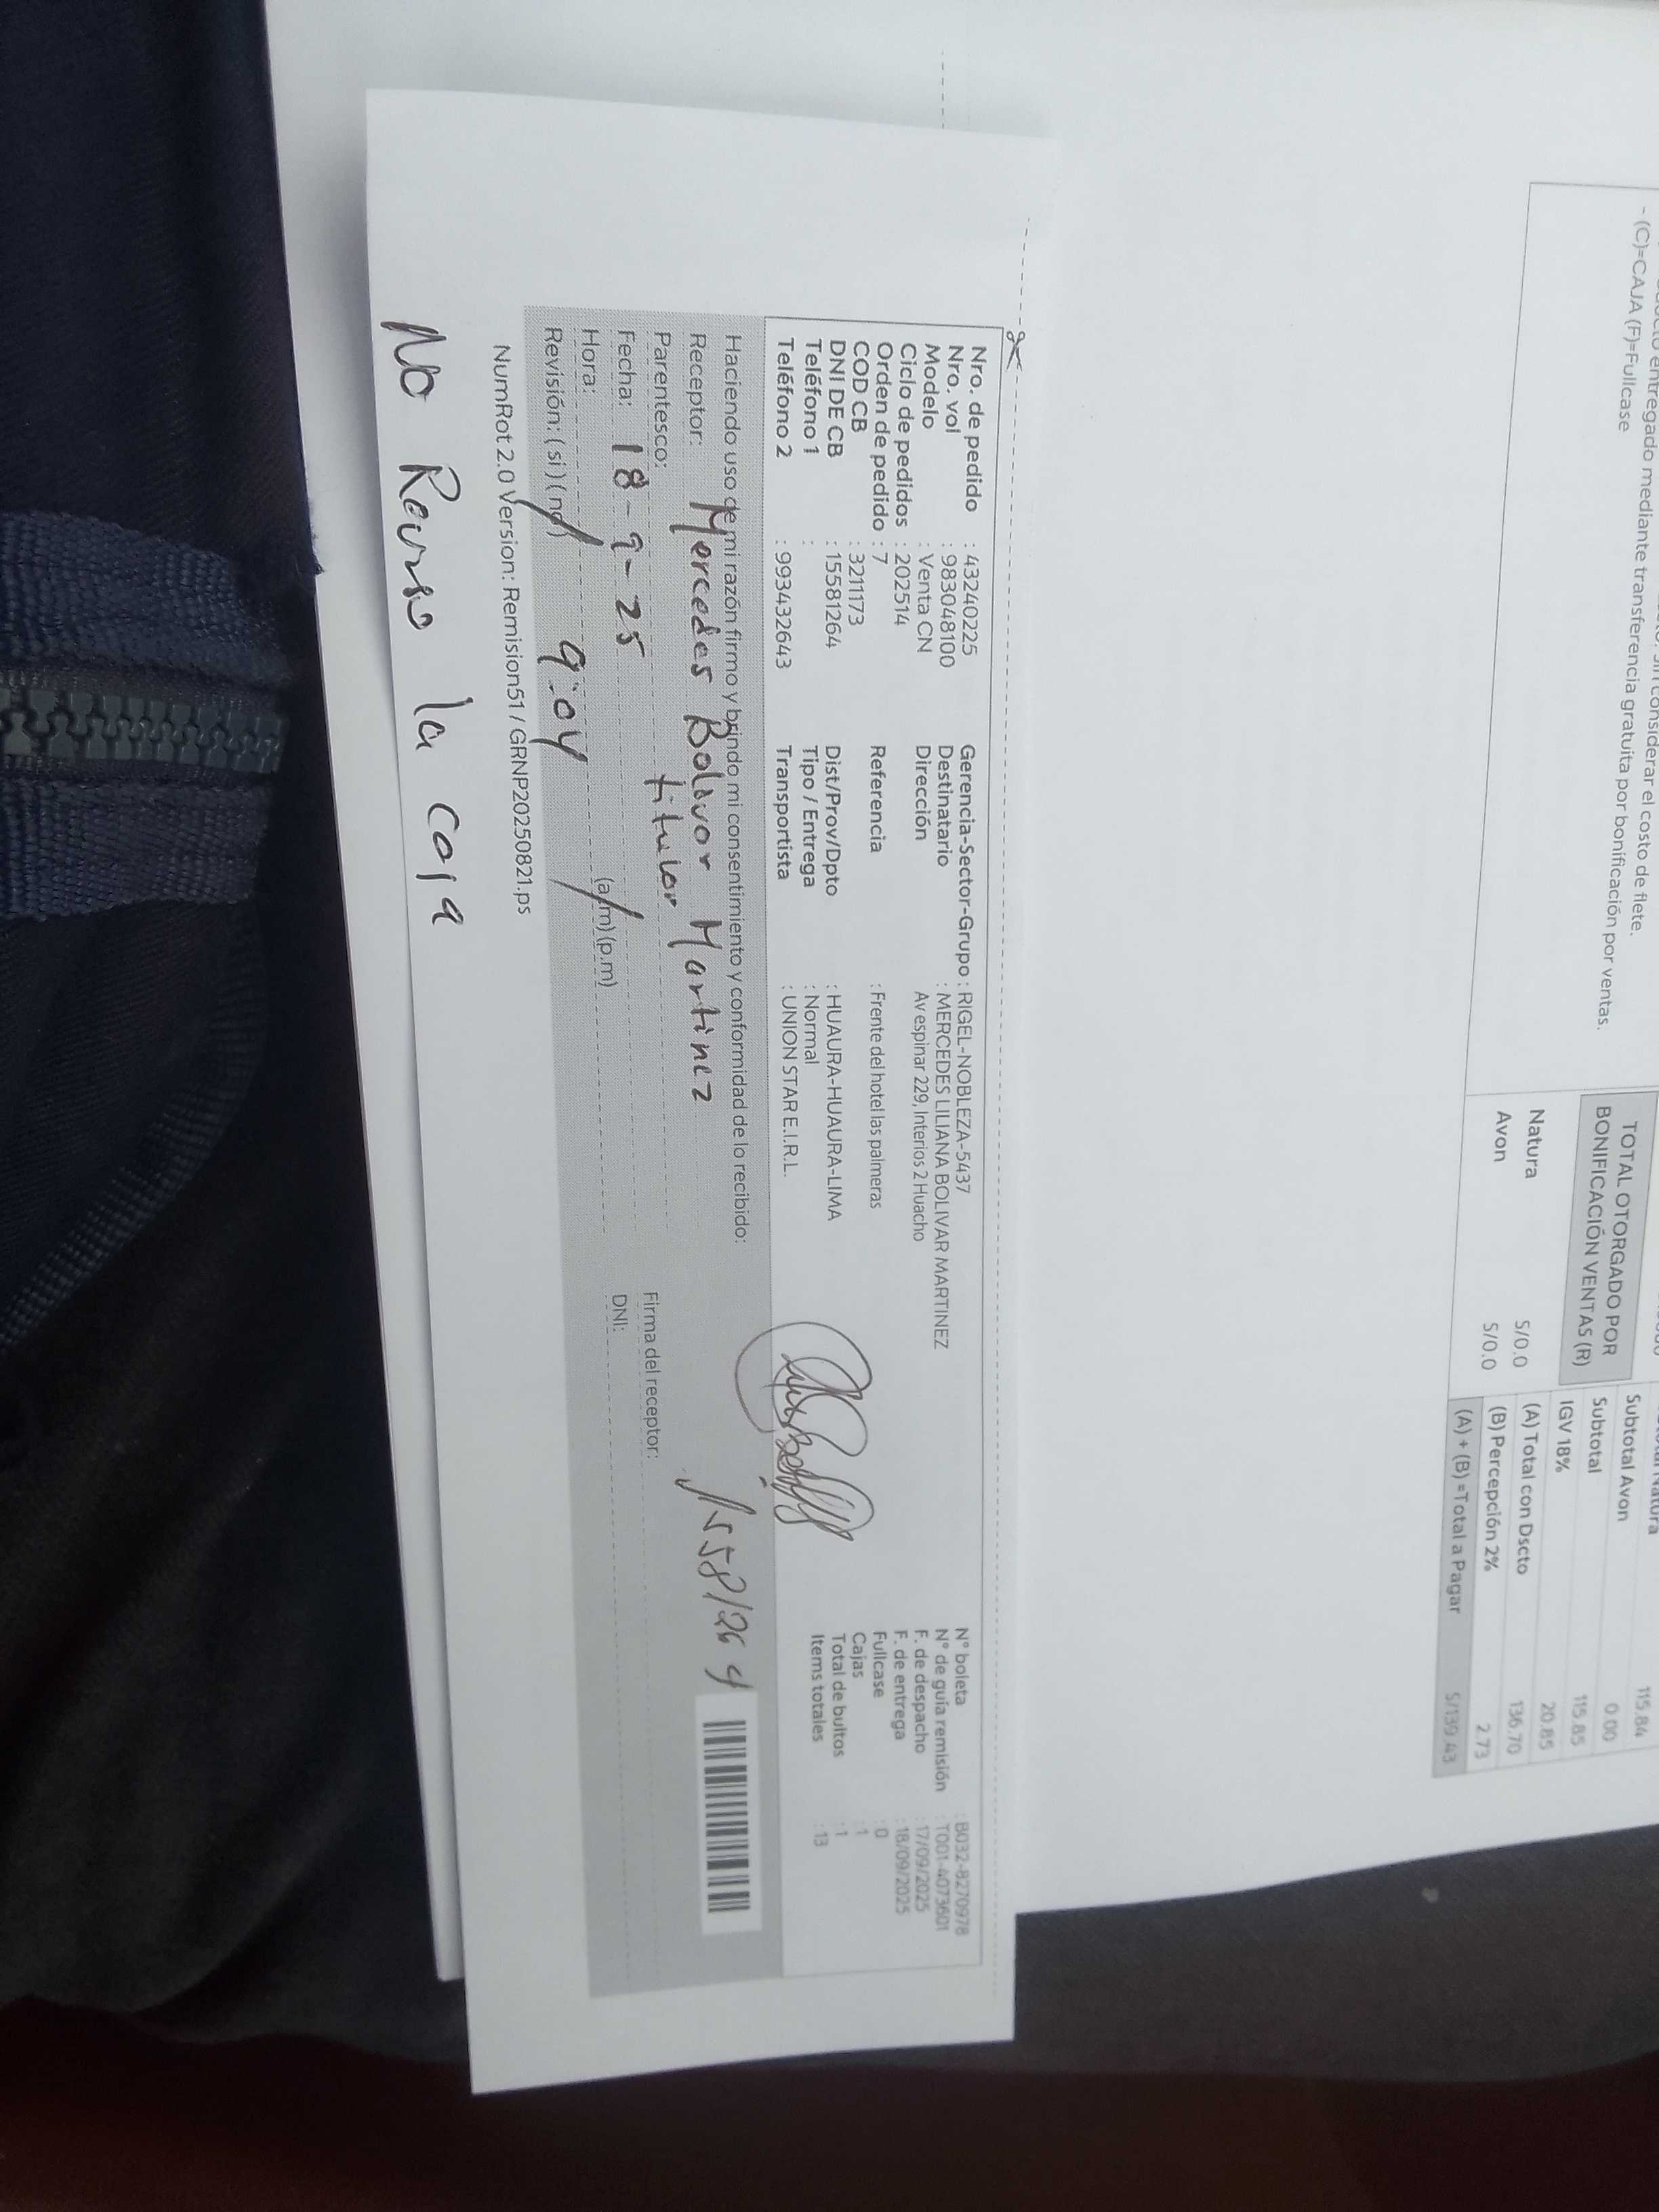 - (C)=CAJA (F)=Fullcase
entregado mediante transferencia gratuita por bonificación por ventas.
sin considerar el costo de flete.
TOTAL OTORGADO POR
BONIFICACIÓN VENTAS (R)
Natura S/0.0
Avon S/0.0
115.84
Subtotal Avon 0.00
Subtotal 115.85
IGV 18% 20.85
(A) Total con Dscto 136.70
(B) Percepción 2% 2.73
(A) + (B) =Total a Pagar S/139.43
Nro. de pedido : 43240225
Nro. vol : 983048100
Modelo : Venta CN
Ciclo de pedidos : 202514
Orden de pedido : 7
COD CB : 3211173
DNI DE CB : 15581264
Teléfono 1 :
Teléfono 2 : 993432643
Gerencia-Sector-Grupo : RIGEL-NOBLEZA-5437
Destinatario : MERCEDES LILIANA BOLIVAR MARTINEZ
Dirección Av espinar 229, Interios 2 Huacho
Referencia : Frente del hotel las palmeras
Dist/Prov/Dpto : HUAURA-HUAURA-LIMA
Tipo / Entrega : Normal
Transportista : UNION STAR E.I.R.L.
N° boleta : B032-8270978
N° de guía remisión : T001-4073601
F. de despacho : 17/09/2025
F. de entrega : 18/09/2025
Fullcase : 0
Cajas : 1
Total de bultos : 1
Items totales : 13
Haciendo uso de mi razón firmo y brindo mi consentimiento y conformidad de lo recibido:
Receptor: Mercedes Bolivar Martinez
Parentesco: titular
Fecha: 18-9-25
Hora: 9:04 (a.m) (p.m)
Revisión: (si) (no)
Firma del receptor:
DNI: 15581264
NumRot 2.0 Version: Remision51 / GRNP20250821.ps
No Reviso la caja